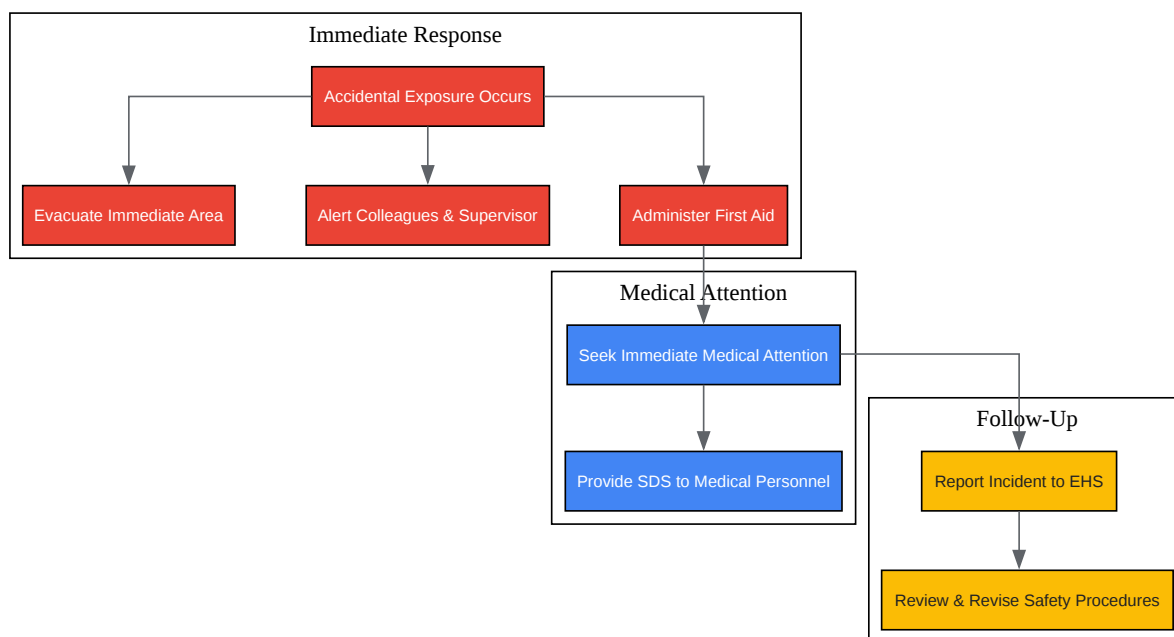 Immediate Response
Accidental Exposure Occurs
Evacuate Immediate Area
Alert Colleagues & Supervisor
Administer First Aid
Medical Attention
Seek Immediate Medical Attention
Provide SDS to Medical Personnel
Follow-Up
Report Incident to EHS
Review & Revise Safety Procedures